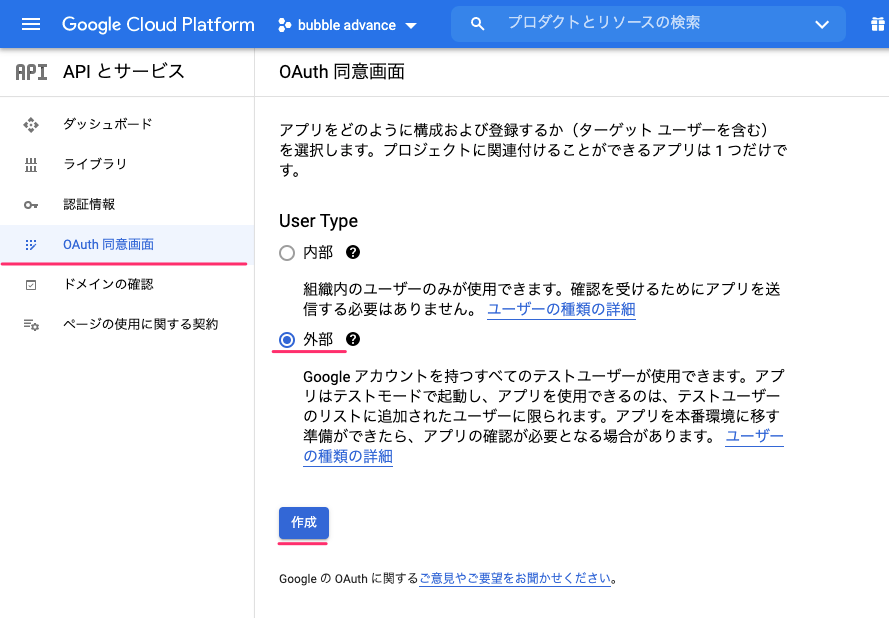 Google Cloud Platform
bubble advance
プロダクトとリソースの検索
API
API とサービス
OAuth 同意画面
ダッシュボード
ライブラリ
認証情報
OAuth 同意画面
ドメインの確認
ページの使用に関する契約
アプリをどのように構成および登録するか（ターゲット ユーザーを含む）
を選択します。プロジェクトに関連付けることができるアプリは 1 つだけで
す。
User Type
内部
組織内のユーザーのみが使用できます。確認を受けるためにアプリを送
信する必要はありません。 ユーザーの種類の詳細
外部
Google アカウントを持つすべてのテストユーザーが使用できます。アプ
リはテストモードで起動し、アプリを使用できるのは、テストユーザー
のリストに追加されたユーザーに限られます。アプリを本番環境に移す
準備ができたら、アプリの確認が必要となる場合があります。 ユーザー
の種類の詳細
作成
Google の OAuth に関するご意見やご要望をお聞かせください。